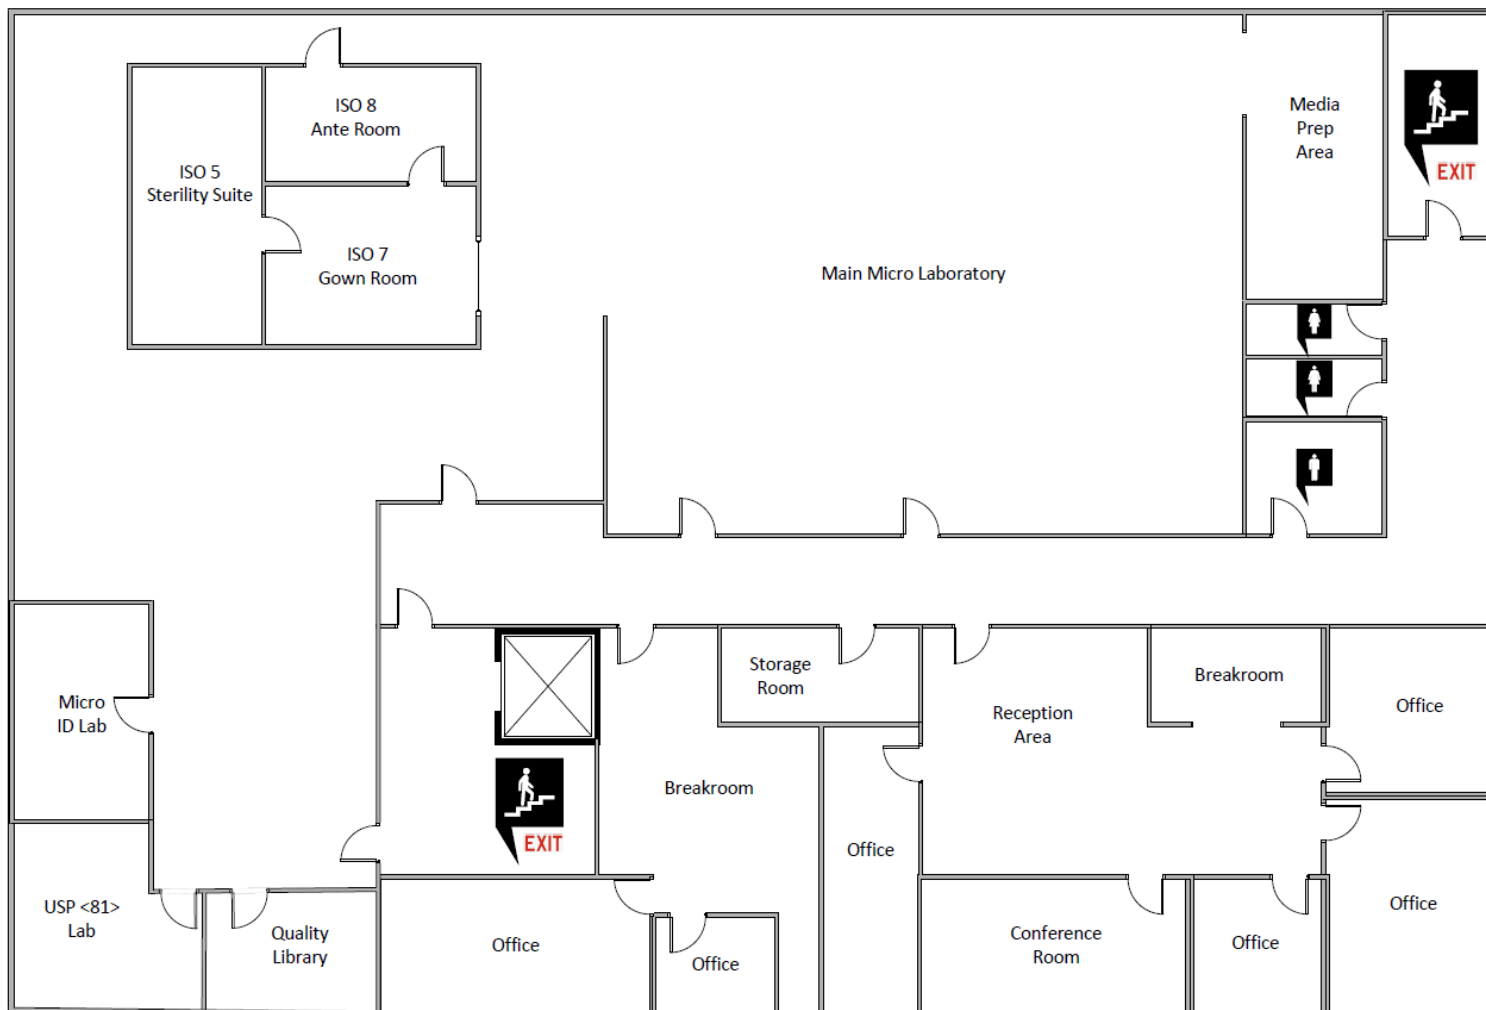 ISO 8
Ante Room
ISO 5
Sterility Suite
ISO 7
Gown Room
Main Micro Laboratory
Media
Prep
Area
EXIT
Micro
ID Lab
USP <81>
Lab
Quality
Library
EXIT
Office
Office
Breakroom
Storage
Room
Office
Reception
Area
Breakroom
Conference
Room
Office
Office
Office